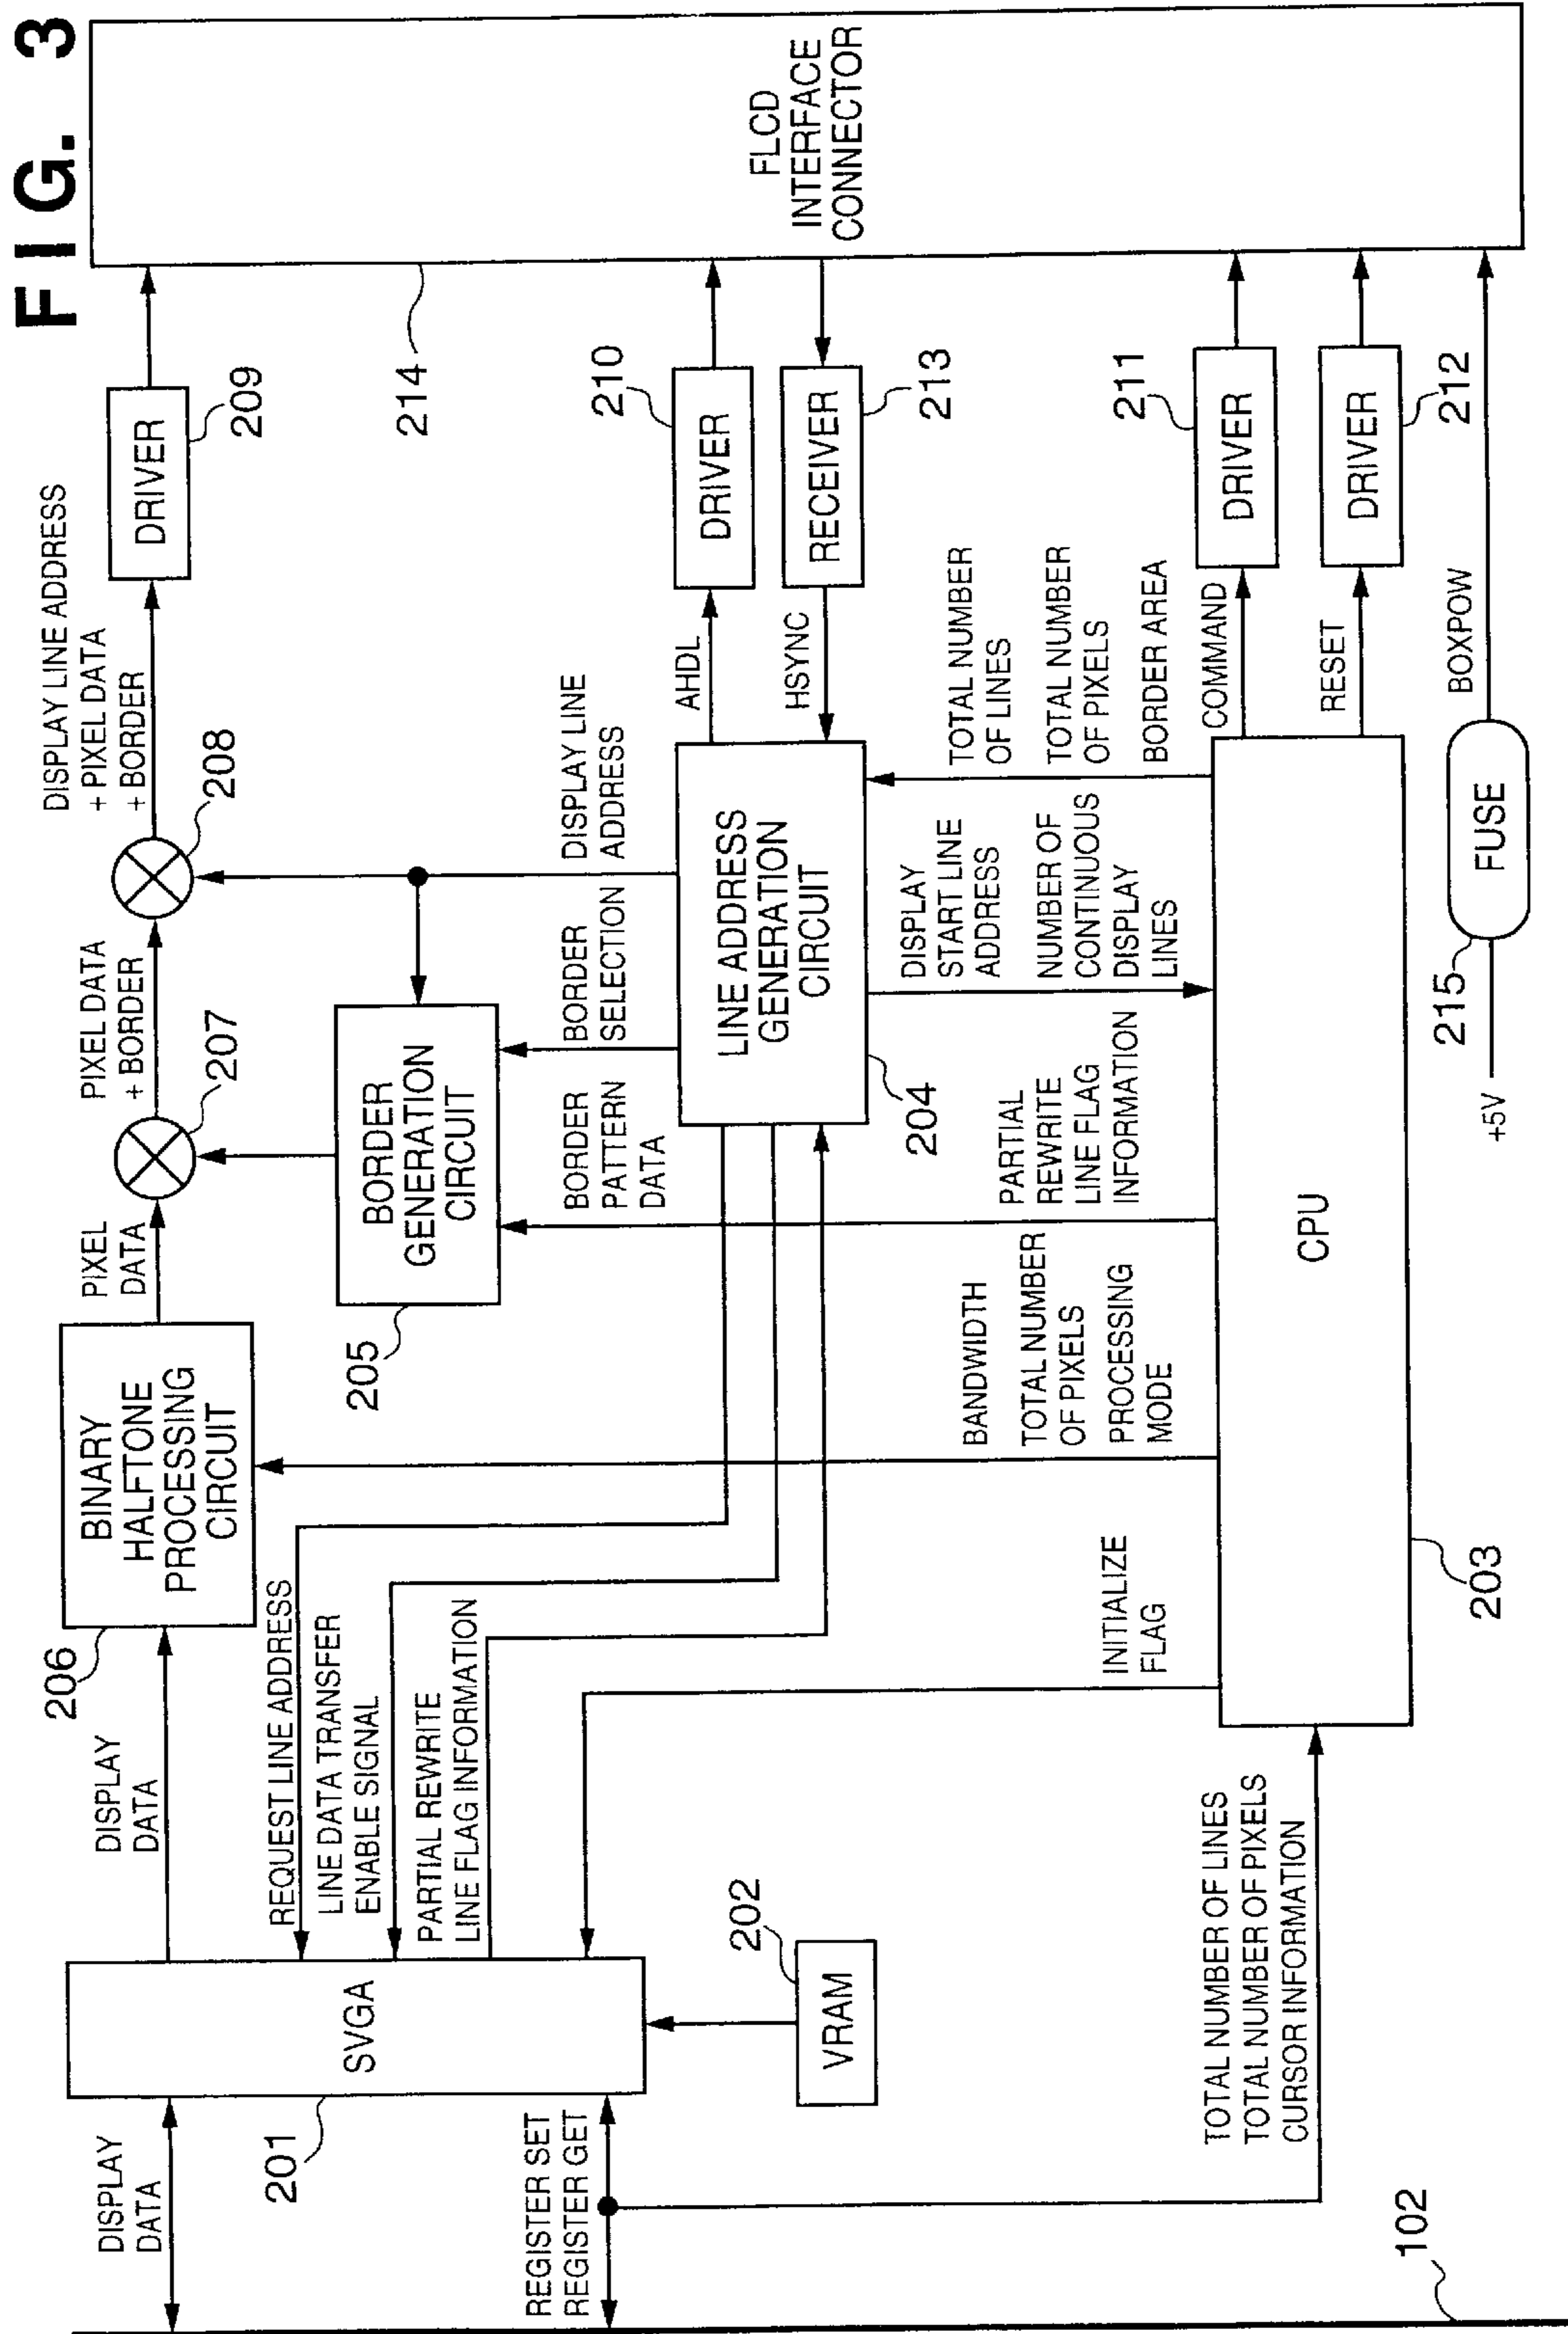 FIG. 3
DISPLAY
DATA
201
REGISTER SET
REGISTER GET
102
SVGA
202
VRAM
DISPLAY
DATA
206
BINARY
HALFTONE
PROCESSING
CIRCUIT
REQUEST LINE ADDRESS
LINE DATA TRANSFER
ENABLE SIGNAL
PARTIAL REWRITE
LINE FLAG INFORMATION
INITIALIZE
FLAG
TOTAL NUMBER OF LINES
TOTAL NUMBER OF PIXELS
CURSOR INFORMATION
PIXEL
DATA
207
PIXEL DATA
+ BORDER
208
DISPLAY LINE ADDRESS
+ PIXEL DATA
+ BORDER
DRIVER
209
214
FLCD
INTERFACE
CONNECTOR
205
BORDER
GENERATION
CIRCUIT
BORDER
PATTERN
DATA
BORDER
SELECTION
DISPLAY LINE
ADDRESS
LINE ADDRESS
GENERATION
CIRCUIT
204
AHDL
210
DRIVER
HSYNC
RECEIVER
213
BANDWIDTH
TOTAL NUMBER
OF PIXELS
PROCESSING
MODE
PARTIAL
REWRITE
LINE FLAG
INFORMATION
DISPLAY
START LINE
ADDRESS
NUMBER OF
CONTINUOUS
DISPLAY
LINES
TOTAL NUMBER
OF LINES
TOTAL NUMBER
OF PIXELS
BORDER AREA
CPU
203
COMMAND
211
DRIVER
RESET
DRIVER
212
+5V
215
FUSE
BOXPOW